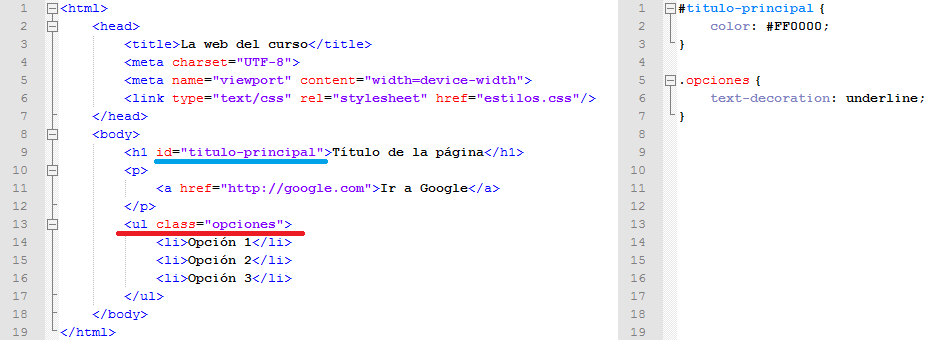 1 <html>
2 <head>
3 <title>La web del curso</title>
4 <meta charset="UTF-8">
5 <meta name="viewport" content="width=device-width">
6 <link type="text/css" rel="stylesheet" href="estilos.css"/>
7 </head>
8 <body>
9 <h1 id="titulo-principal">Título de la página</h1>
10 <p>
11 <a href="http://google.com">Ir a Google</a>
12 </p>
13 <ul class="opciones">
14 <li>Opción 1</li>
15 <li>Opción 2</li>
16 <li>Opción 3</li>
17 </ul>
18 </body>
19 </html>
1 #titulo-principal {
2 color: #FF0000;
3 }
4
5 .opciones {
6 text-decoration: underline;
7 }
8
9
10
11
12
13
14
15
16
17
18
19